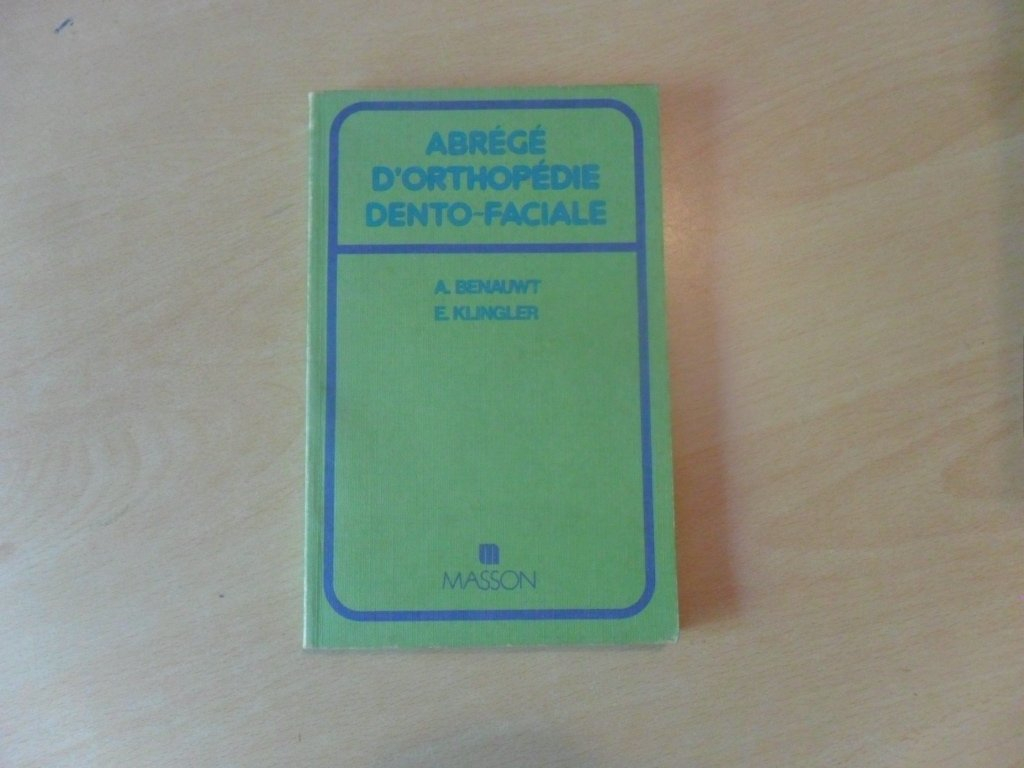 ABRÉGÉ
D'ORTHOPÉDIE
DENTO-FACIALE
A. BENAUWT
E. KLINGLER
m
MASSON